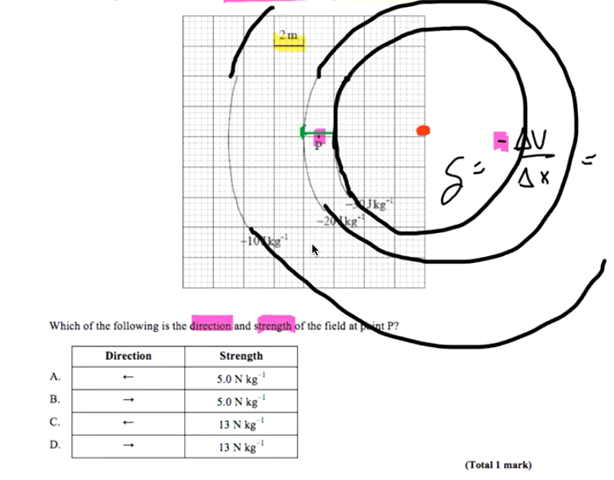 2 m
P
g = - ΔV/Δx =
-30 J kg⁻¹
-20 J kg⁻¹
-10 J kg⁻¹
Which of the following is the direction and strength of the field at point P?
Direction Strength
A. ← 5.0 N kg⁻¹
B. → 5.0 N kg⁻¹
C. ← 13 N kg⁻¹
D. → 13 N kg⁻¹
(Total 1 mark)